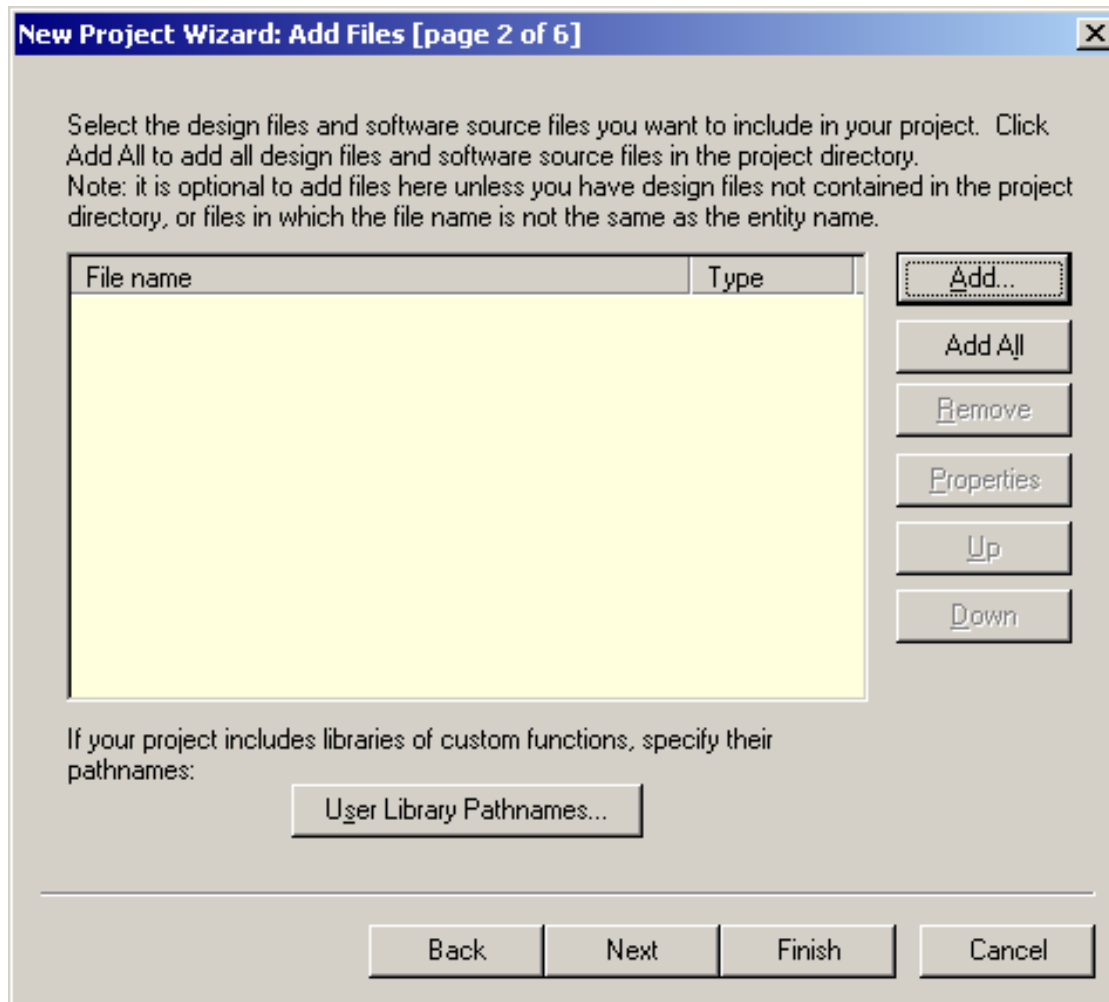 New Project Wizard: Add Files [page 2 of 6]
Select the design files and software source files you want to include in your project.  Click
Add All to add all design files and software source files in the project directory.
Note: it is optional to add files here unless you have design files not contained in the project
directory, or files in which the file name is not the same as the entity name.
File name Type
Add...
Add All
Remove
Properties
Up
Down
If your project includes libraries of custom functions, specify their
pathnames:
User Library Pathnames...
Back Next Finish Cancel